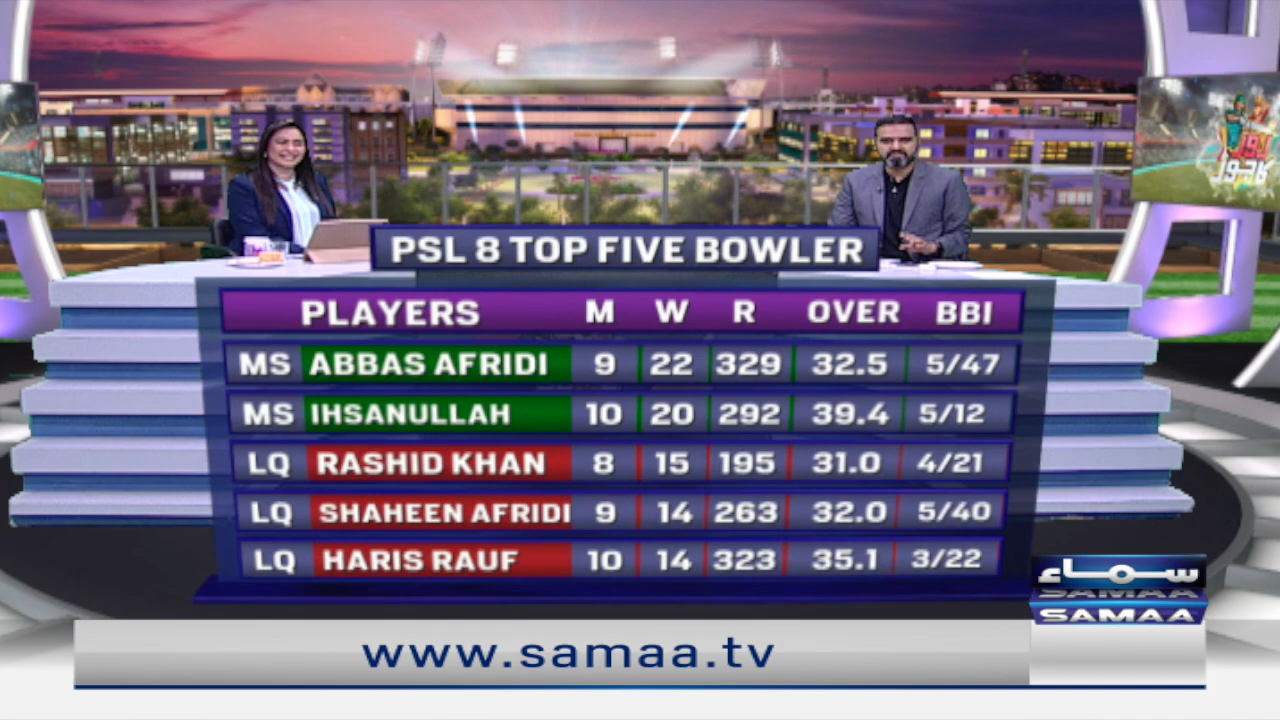 PSL 8 TOP FIVE BOWLER
PLAYERS M W R OVER BBI
MS ABBAS AFRIDI 9 22 329 32.5 5/47
MS IHSANULLAH 10 20 292 39.4 5/12
LQ RASHID KHAN 8 15 195 31.0 4/21
LQ SHAHEEN AFRIDI 9 14 263 32.0 5/40
LQ HARIS RAUF 10 14 323 35.1 3/22
سماء
SAMAA
SAMAA
www.samaa.tv